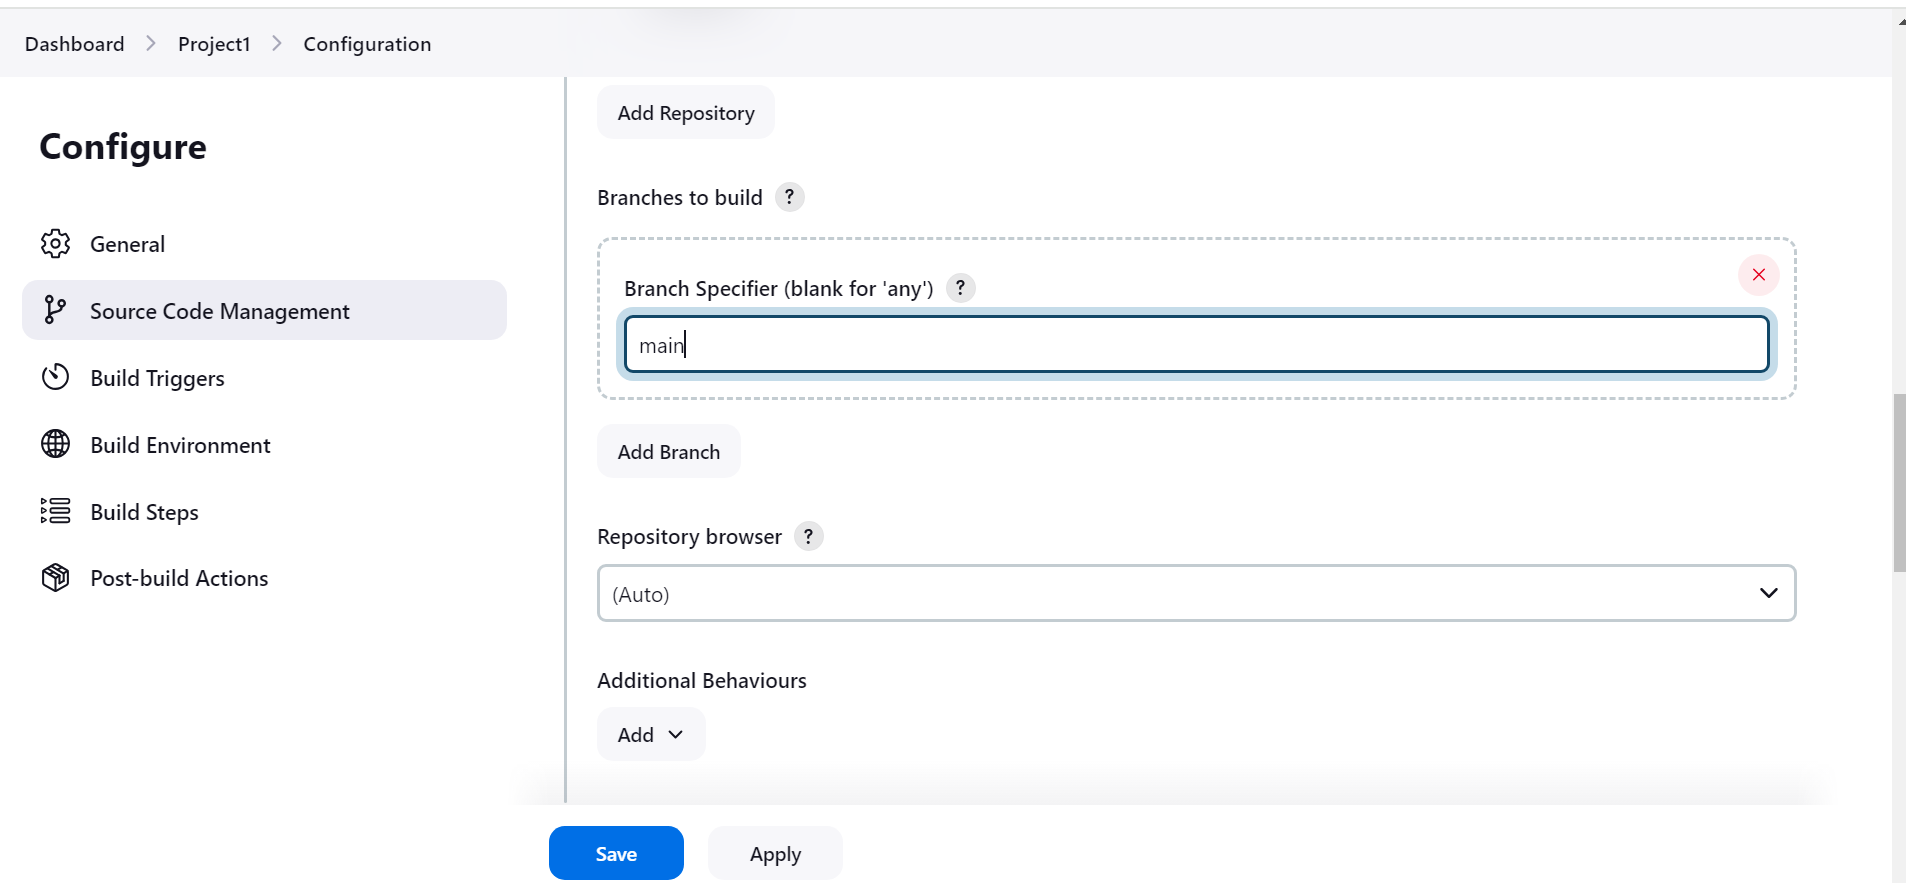 Dashboard > Project1 > Configuration
Configure
General
Source Code Management
Build Triggers
Build Environment
Build Steps
Post-build Actions
Add Repository
Branches to build ?
Branch Specifier (blank for 'any') ?
main
Add Branch
Repository browser ?
(Auto)
Additional Behaviours
Add
Save Apply